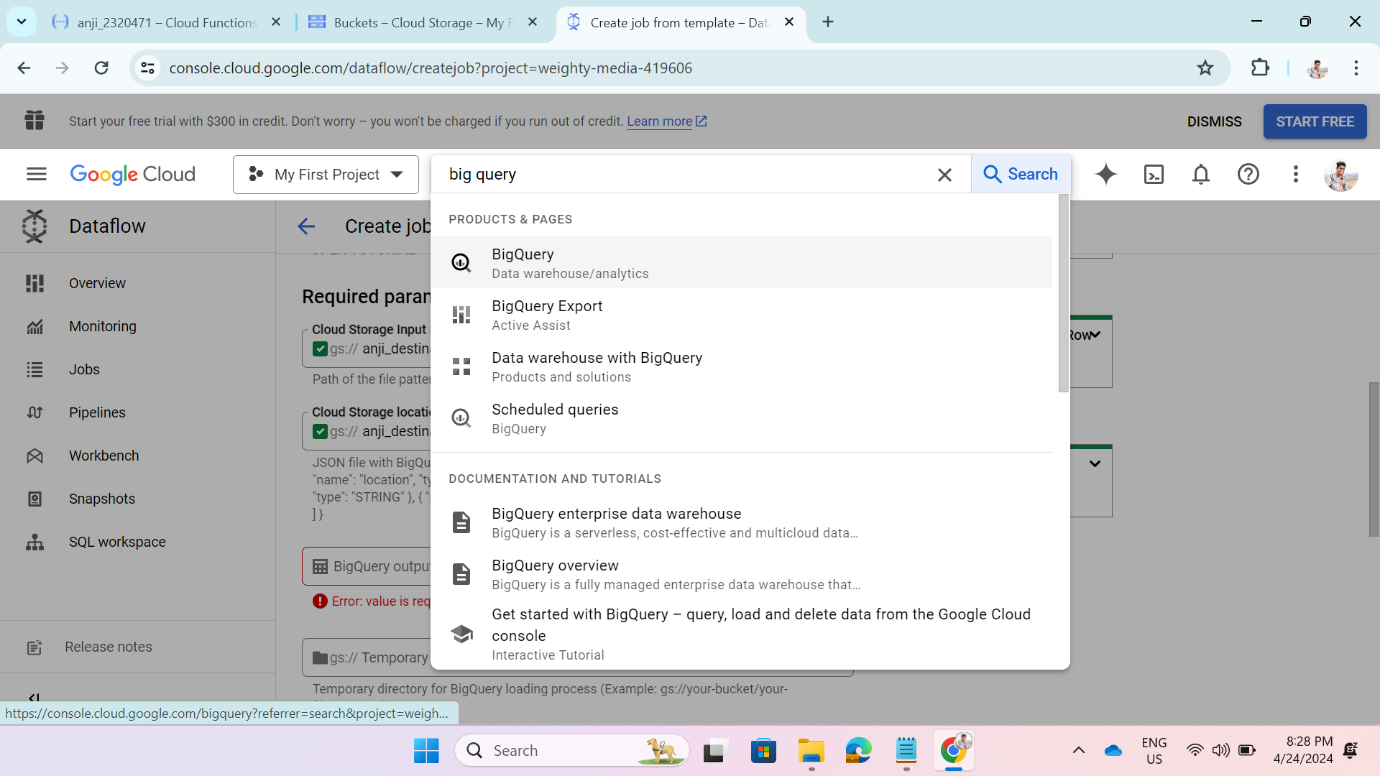 anji_2320471 – Cloud Functions
Buckets – Cloud Storage – My F
Create job from template – Dat
console.cloud.google.com/dataflow/createjob?project=weighty-media-419606
Start your free trial with $300 in credit. Don't worry – you won't be charged if you run out of credit. Learn more
DISMISS
START FREE
Google Cloud
My First Project
big query
Search
Dataflow
Overview
Monitoring
Jobs
Pipelines
Workbench
Snapshots
SQL workspace
Release notes
Create job
Required paran
Cloud Storage Input
gs:// anji_destina
Path of the file patter
Cloud Storage locatio
gs:// anji_destina
JSON file with BigQu
"name": "location", "ty
"type": "STRING" }, { "
] }
BigQuery outpu
Error: value is req
gs:// Temporary
Temporary directory for BigQuery loading process (Example: gs://your-bucket/your-
PRODUCTS & PAGES
BigQuery
Data warehouse/analytics
BigQuery Export
Active Assist
Data warehouse with BigQuery
Products and solutions
Scheduled queries
BigQuery
DOCUMENTATION AND TUTORIALS
BigQuery enterprise data warehouse
BigQuery is a serverless, cost-effective and multicloud data…
BigQuery overview
BigQuery is a fully managed enterprise data warehouse that…
Get started with BigQuery – query, load and delete data from the Google Cloud
console
Interactive Tutorial
Row
https://console.cloud.google.com/bigquery?referrer=search&project=weigh...
Search
ENG
US
8:28 PM
4/24/2024